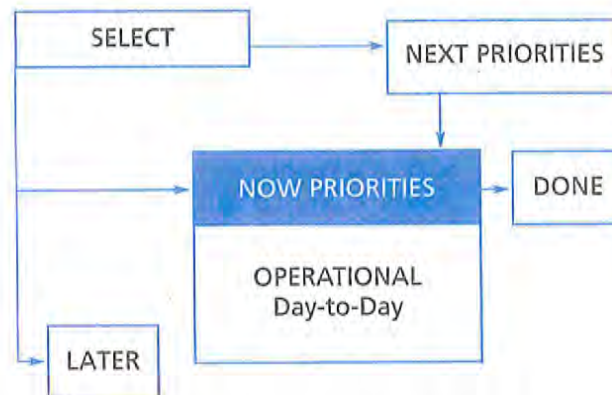 SELECT
NEXT PRIORITIES
NOW PRIORITIES
DONE
OPERATIONAL
Day-to-Day
LATER